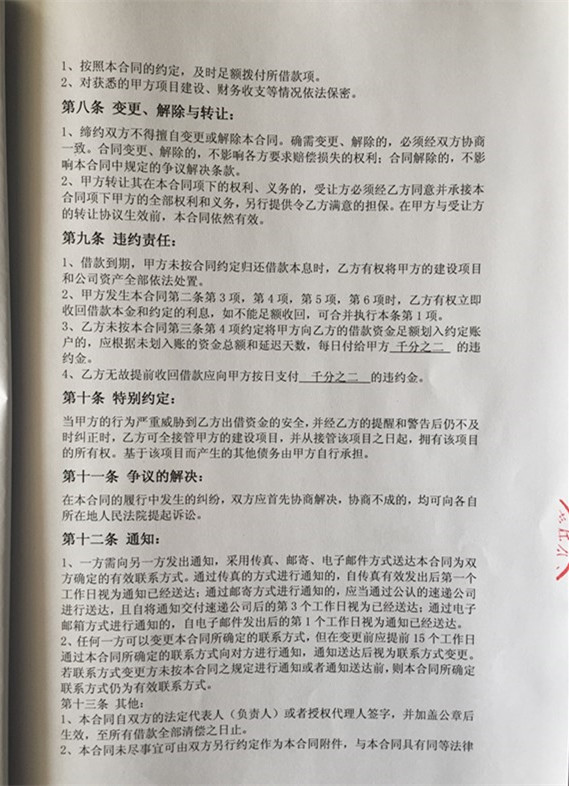 1、按照本合同的约定，及时足额拨付所借款项。
2、对获悉的甲方项目建设、财务收支等情况依法保密。
第八条 变更、解除与转让：
1、缔约双方不得擅自变更或解除本合同。确需变更、解除的，必须经双方协商
一致。合同变更、解除的，不影响各方要求赔偿损失的权利；合同解除的，不影
响本合同中规定的争议解决条款。
2、甲方转让其在本合同项下的权利、义务的，受让方必须经乙方同意并承接本
合同项下甲方的全部权利和义务，另行提供令乙方满意的担保。在甲方与受让方
的转让协议生效前，本合同依然有效。
第九条 违约责任：
1、借款到期，甲方未按合同约定归还借款本息时，乙方有权将甲方的建设项目
和公司资产全部依法处置。
2、甲方发生本合同第二条第3项，第4项，第5项，第6项时，乙方有权立即
收回借款本金和约定的利息，如不能足额收回，可合并执行本条第1项。
3、乙方未按本合同第三条第4项约定将甲方向乙方的借款资金足额划入约定账
户的，应根据未划入账的资金总额和延迟天数，每日付给甲方 千分之二 的违
约金。
4、乙方无故提前收回借款应向甲方按日支付 千分之二 的违约金。
第十条 特别约定：
当甲方的行为严重威胁到乙方出借资金的安全，并经乙方的提醒和警告后仍不及
时纠正时，乙方可全接管甲方的建设项目，并从接管该项目之日起，拥有该项目
的所有权。基于该项目而产生的其他债务由甲方自行承担。
第十一条 争议的解决：
在本合同的履行中发生的纠纷，双方应首先协商解决，协商不成的，均可向各自
所在地人民法院提起诉讼。
第十二条 通知：
1、一方需向另一方发出通知，采用传真、邮寄、电子邮件方式送达本合同为双
方确定的有效联系方式。通过传真的方式进行通知的，自传真有效发出后第一个
工作日视为通知已经送达；通过邮寄方式进行通知的，应当通过公认的速递公司
进行送达，且自将通知交付速递公司后的第3个工作日视为已经送达；通过电子
邮箱方式进行通知的，自电子邮件发出后的第1个工作日视为通知已经送达。
2、任何一方可以变更本合同所确定的联系方式，但在变更前应提前15个工作日
通过本合同所确定的联系方式向对方进行通知，通知送达后视为联系方式变更。
若联系方式变更方未按本合同之规定进行通知或者通知送达前，则本合同所确定
联系方式仍为有效联系方式。
第十三条 其他：
1、本合同自双方的法定代表人（负责人）或者授权代理人签字，并加盖公章后
生效，至所有借款全部清偿之日止。
2、本合同未尽事宜可由双方另行约定作为本合同附件，与本合同具有同等法律